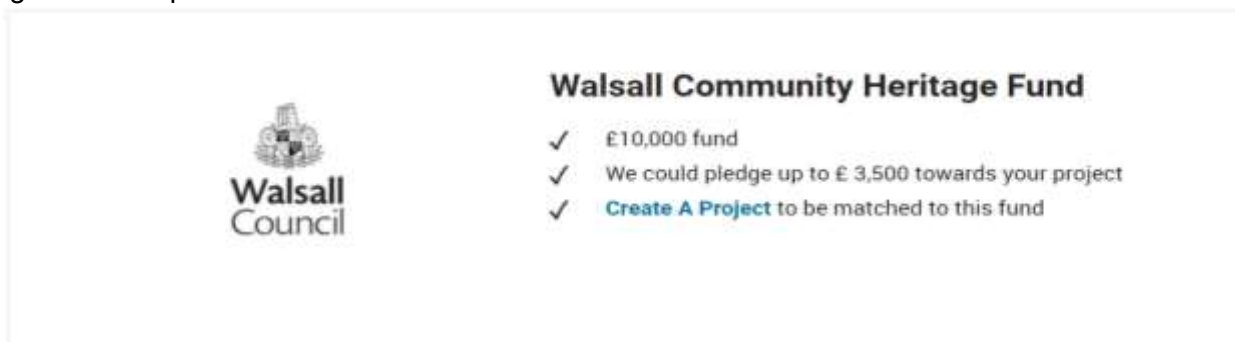 Walsall Community Heritage Fund
£10,000 fund
We could pledge up to £ 3,500 towards your project
Create A Project to be matched to this fund
Walsall
Council